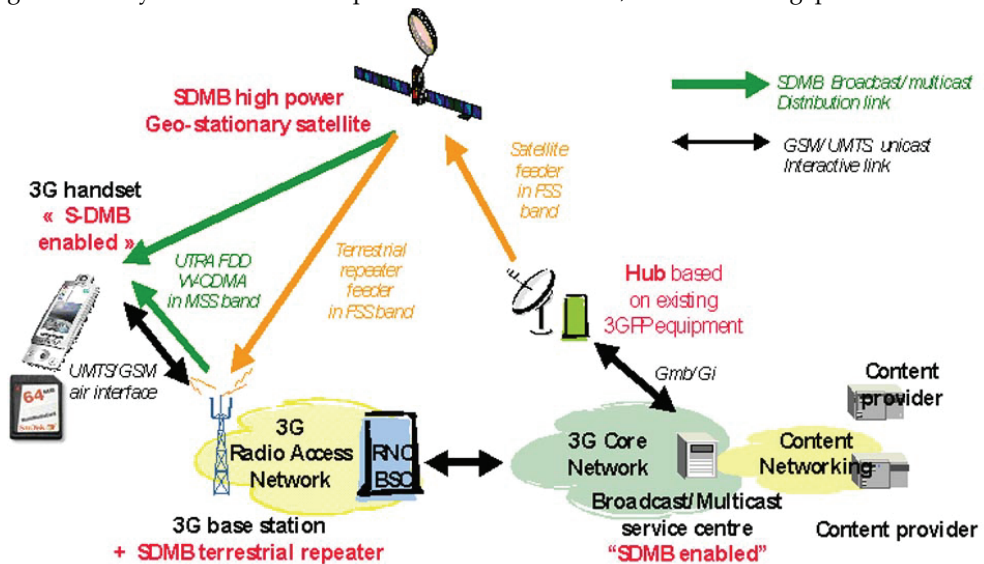 SDMB high power
Geo-stationary satellite
SDMB Broadcast/multicast
Distribution link
GSM/UMTS unicast
Interactive link
Satellite
feeder
in FSS
band
3G handset
« S-DMB
enabled »
UTRA FDD
W-CDMA
in MSS band
Terrestrial
repeater
feeder
in FSS band
Hub based
on existing
3GPP equipment
UMTS/GSM
air interface
64
SanDisk
Gmb/Gi
Content
provider
3G
Radio Access
Network
RNC
BSC
3G Core
Network
Content
Networking
Broadcast/Multicast
service centre
"SDMB enabled"
Content provider
3G base station
+ SDMB terrestrial repeater